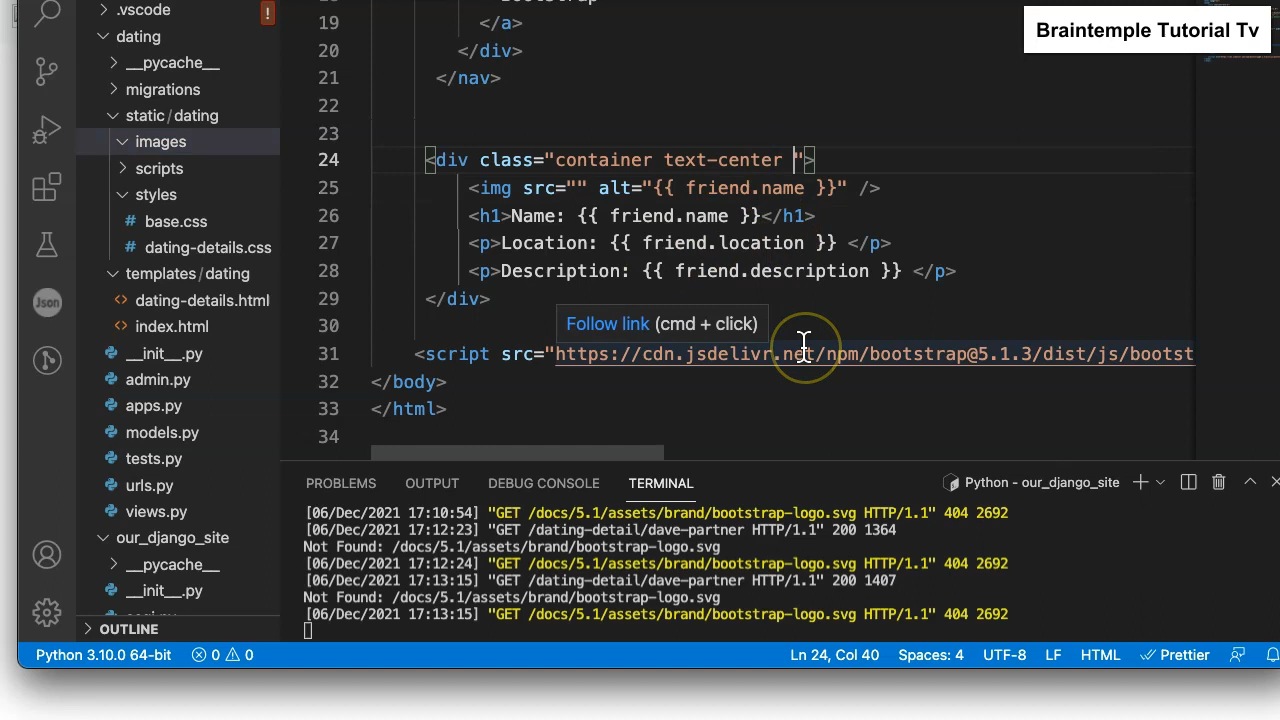 Braintemple Tutorial Tv
.vscode
dating
__pycache__
migrations
static / dating
images
scripts
styles
# base.css
# dating-details.css
templates / dating
<> dating-details.html
<> index.html
__init__.py
admin.py
apps.py
models.py
tests.py
urls.py
views.py
our_django_site
__pycache__
__init__.py
OUTLINE
19 </a>
20 </div>
21 </nav>
22
23
24 <div class="container text-center ">
25 <img src="" alt="{{ friend.name }}" />
26 <h1>Name: {{ friend.name }}</h1>
27 <p>Location: {{ friend.location }} </p>
28 <p>Description: {{ friend.description }} </p>
29 </div>
30
Follow link (cmd + click)
31 <script src="https://cdn.jsdelivr.net/npm/bootstrap@5.1.3/dist/js/bootst
32 </body>
33 </html>
34
PROBLEMS OUTPUT DEBUG CONSOLE TERMINAL Python - our_django_site
[06/Dec/2021 17:10:54] "GET /docs/5.1/assets/brand/bootstrap-logo.svg HTTP/1.1" 404 2692
[06/Dec/2021 17:12:23] "GET /dating-detail/dave-partner HTTP/1.1" 200 1364
Not Found: /docs/5.1/assets/brand/bootstrap-logo.svg
[06/Dec/2021 17:12:24] "GET /docs/5.1/assets/brand/bootstrap-logo.svg HTTP/1.1" 404 2692
[06/Dec/2021 17:13:15] "GET /dating-detail/dave-partner HTTP/1.1" 200 1407
Not Found: /docs/5.1/assets/brand/bootstrap-logo.svg
[06/Dec/2021 17:13:15] "GET /docs/5.1/assets/brand/bootstrap-logo.svg HTTP/1.1" 404 2692
Python 3.10.0 64-bit 0 0 Ln 24, Col 40 Spaces: 4 UTF-8 LF HTML Prettier
Json